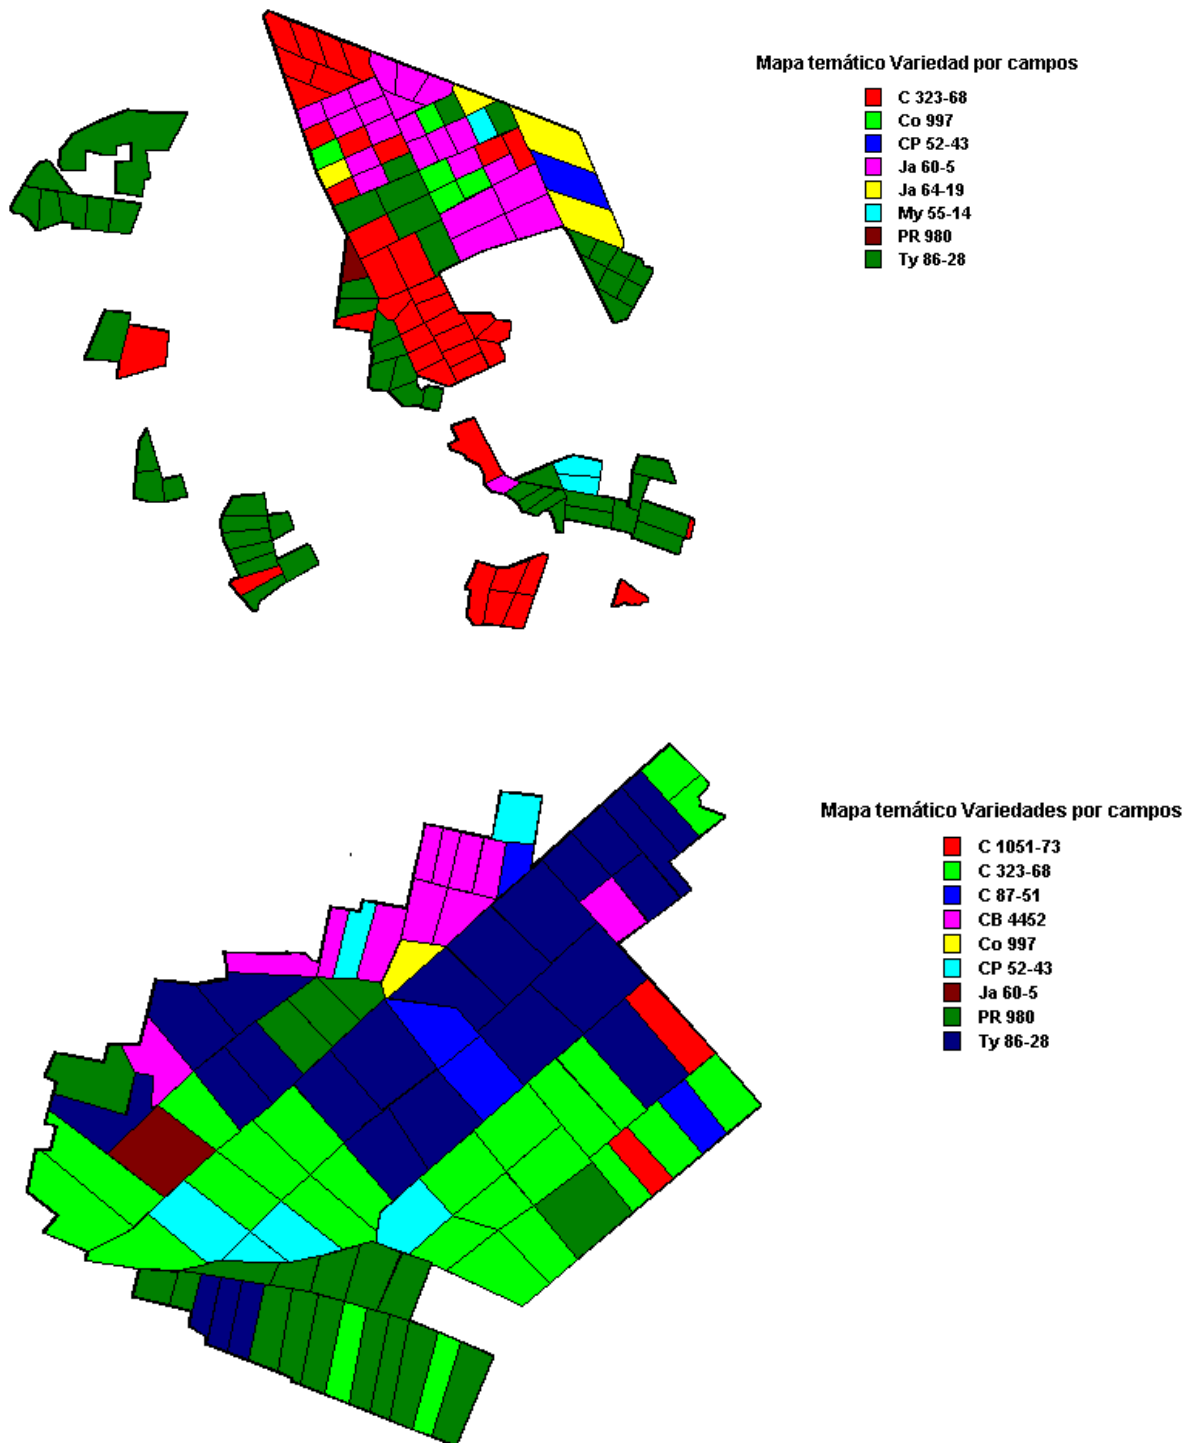 Mapa temático Variedad por campos
C 323-68
Co 997
CP 52-43
Ja 60-5
Ja 64-19
My 55-14
PR 980
Ty 86-28
Mapa temático Variedades por campos
C 1051-73
C 323-68
C 87-51
CB 4452
Co 997
CP 52-43
Ja 60-5
PR 980
Ty 86-28